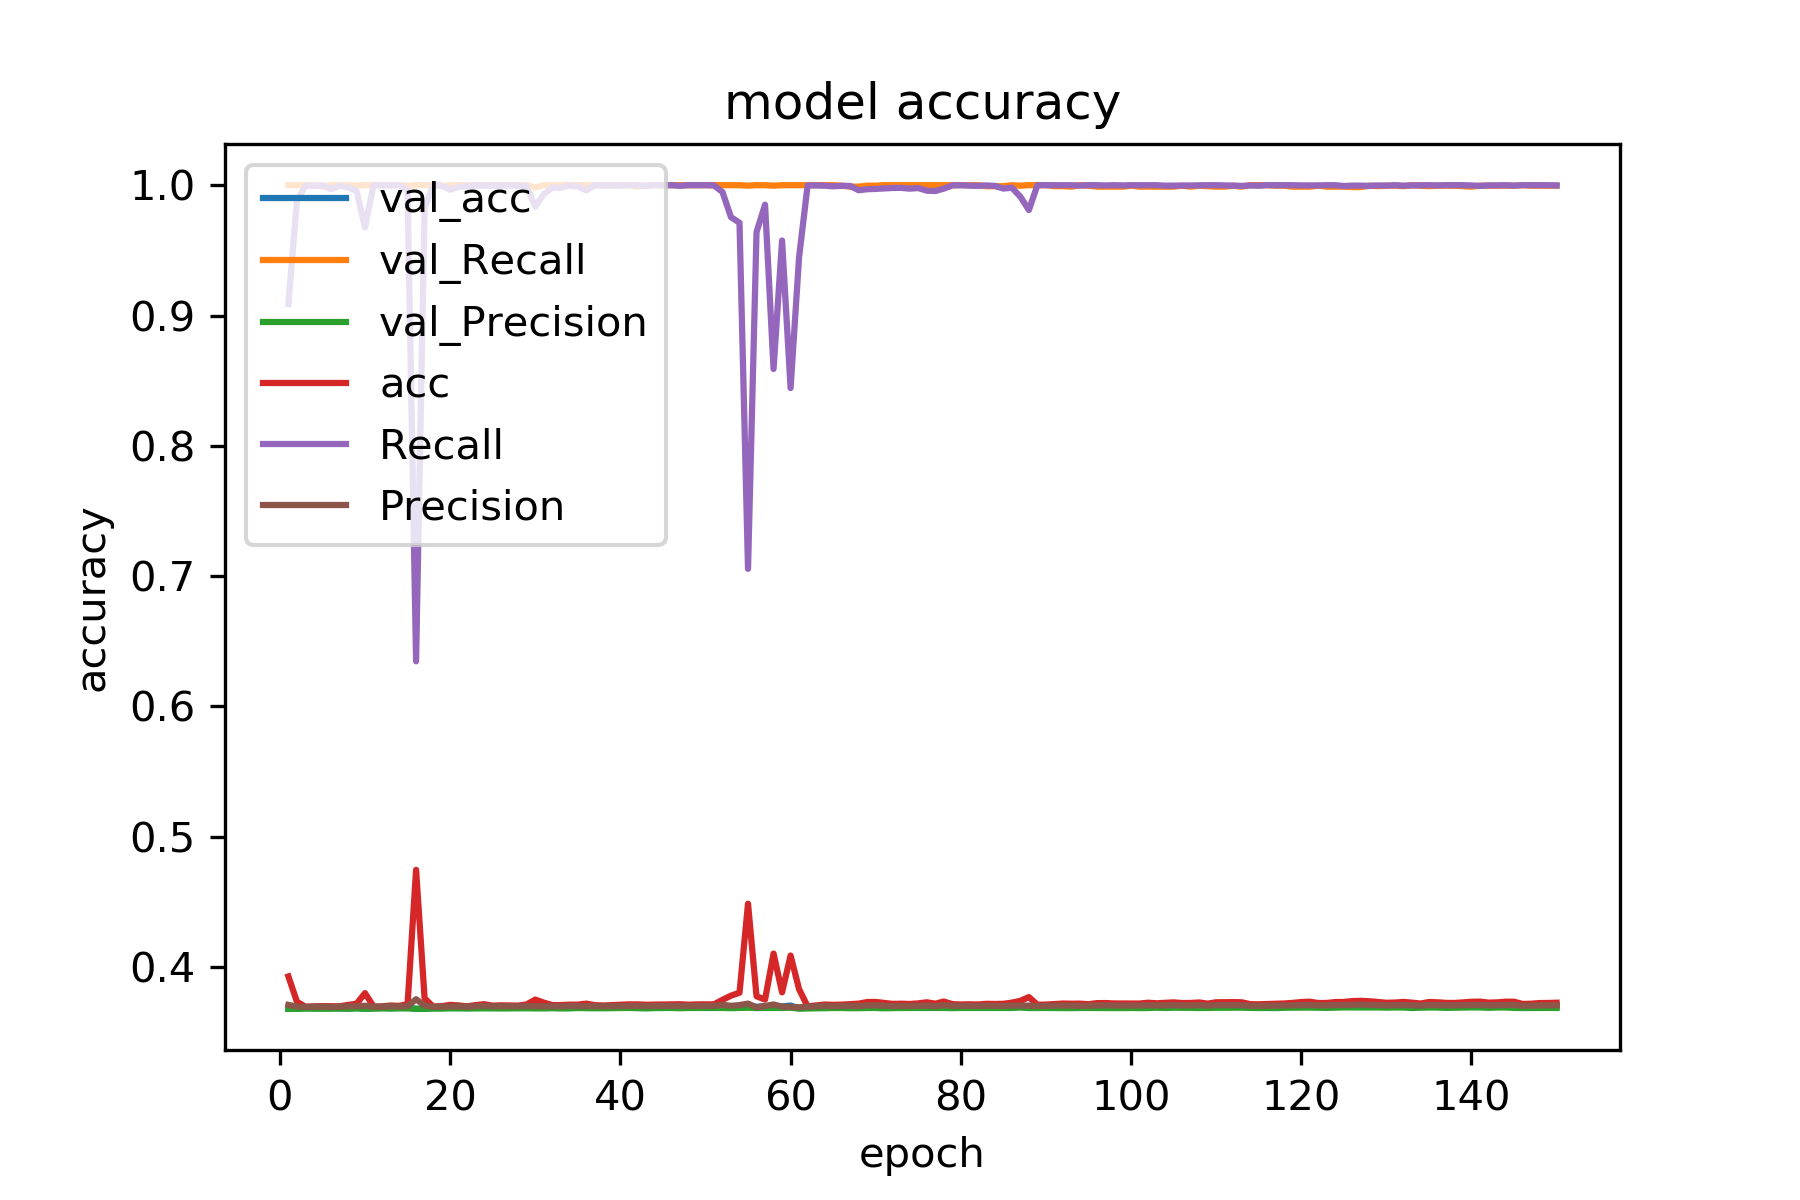 model accuracy
val_acc
val_Recall
val_Precision
acc
Recall
Precision
accuracy
1.0
0.9
0.8
0.7
0.6
0.5
0.4
0 20 40 60 80 100 120 140
epoch